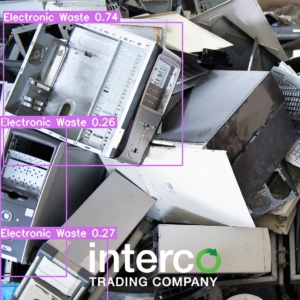 Electronic Waste 0.74
Electronic Waste 0.26
Electronic Waste 0.27
interco
TRADING COMPANY